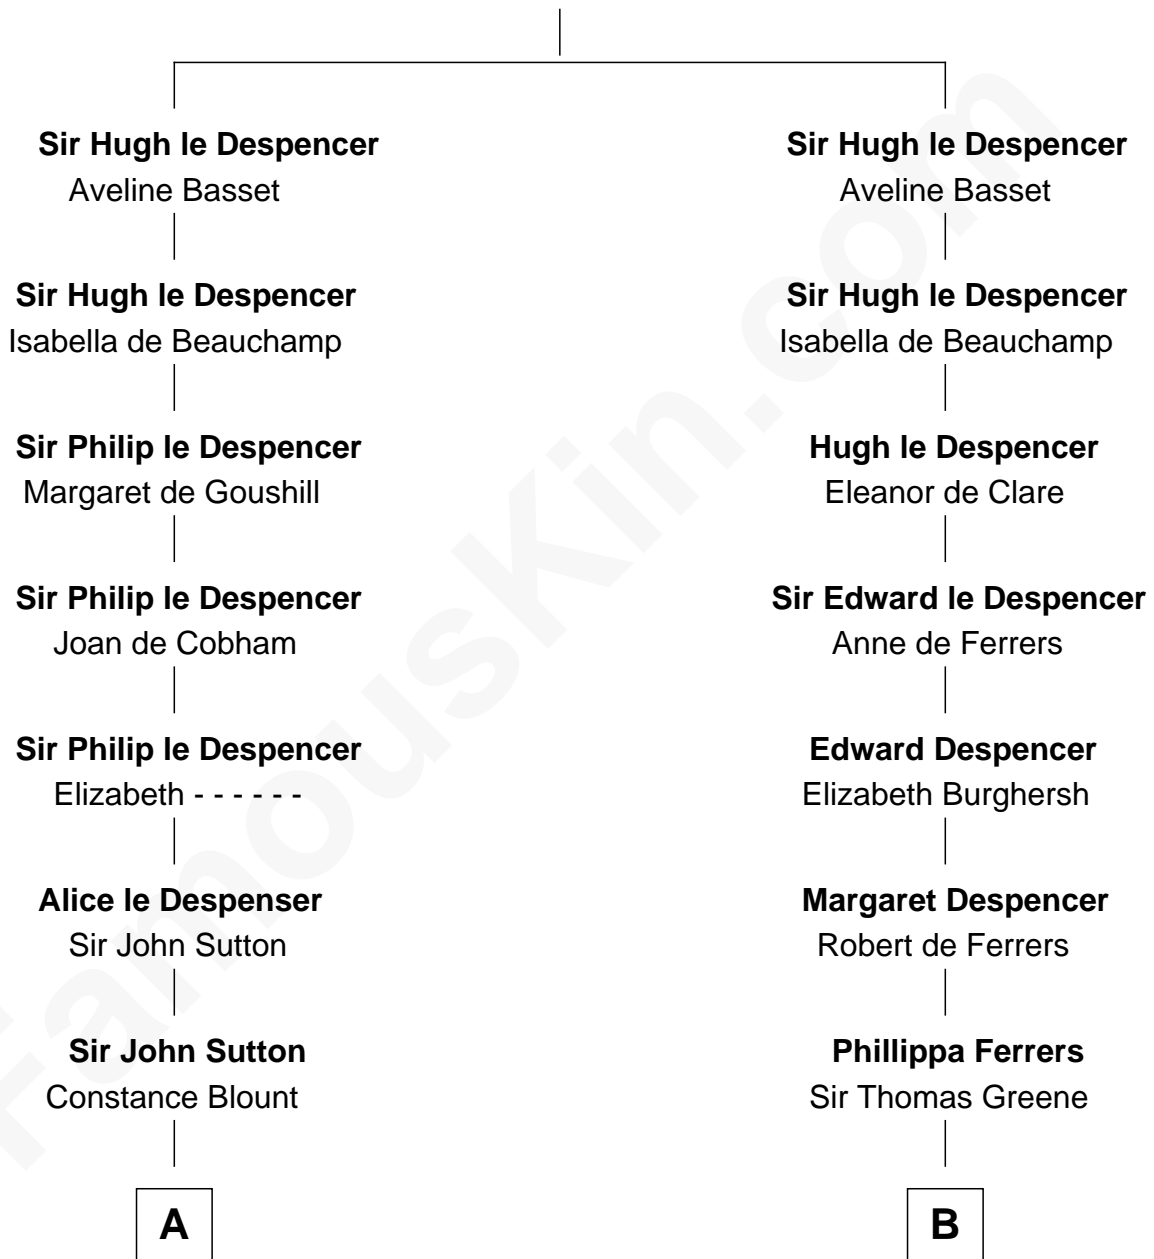 Sir Hugh le Despencer
Aveline Basset
Sir Hugh le Despencer
Isabella de Beauchamp
Sir Philip le Despencer
Margaret de Goushill
Sir Philip le Despencer
Joan de Cobham
Sir Philip le Despencer
Elizabeth - - - - - -
Alice le Despenser
Sir John Sutton
Sir John Sutton
Constance Blount
A
Sir Hugh le Despencer
Aveline Basset
Sir Hugh le Despencer
Isabella de Beauchamp
Hugh le Despencer
Eleanor de Clare
Sir Edward le Despencer
Anne de Ferrers
Edward Despencer
Elizabeth Burghersh
Margaret Despencer
Robert de Ferrers
Phillippa Ferrers
Sir Thomas Greene
B
FamousKin.com